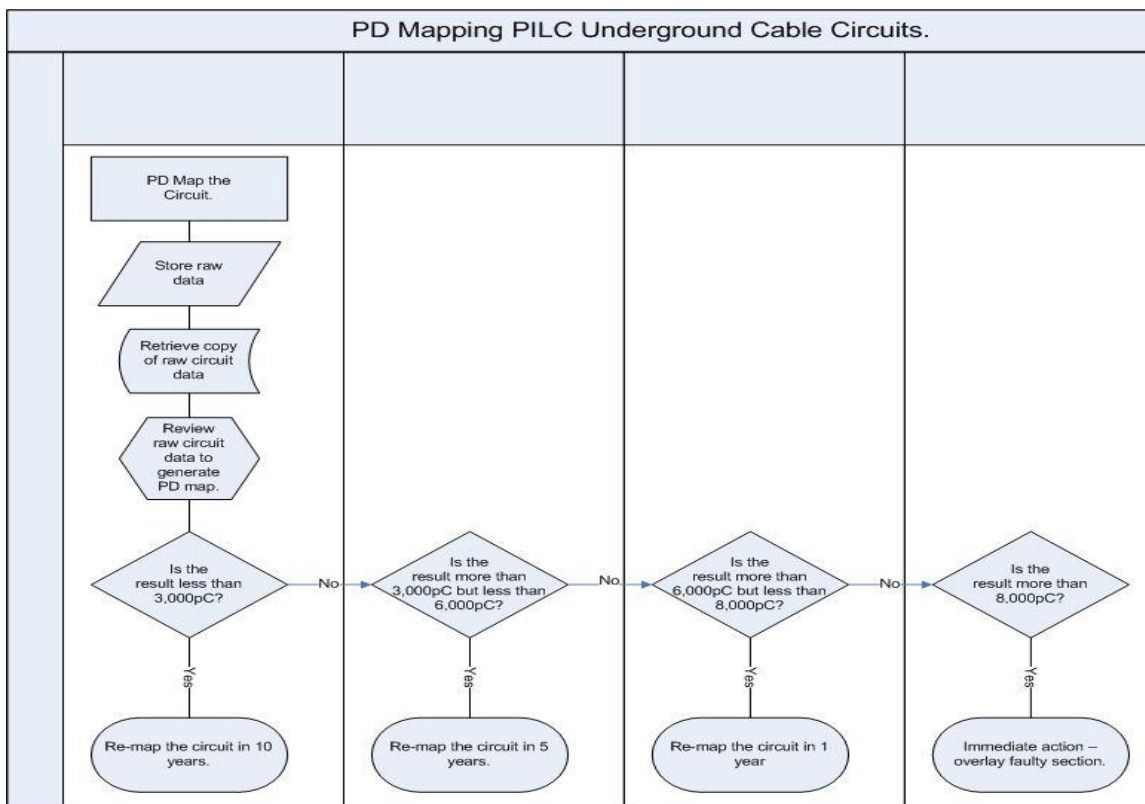 PD Mapping PILC Underground Cable Circuits.
PD Map the
Circuit.
Store raw
data
Retrieve copy
of raw circuit
data
Review
raw circuit
data to
generate
PD map.
Is the
result less than
3,000pC?
No
Is the
result more than
3,000pC but less than
6,000pC?
No
Is the
result more than
6,000pC but less than
8,000pC?
No
Is the
result more than
8,000pC?
Yes
Yes
Yes
Yes
Re-map the circuit in 10
years.
Re-map the circuit in 5
years.
Re-map the circuit in 1
year
Immediate action –
overlay faulty section.